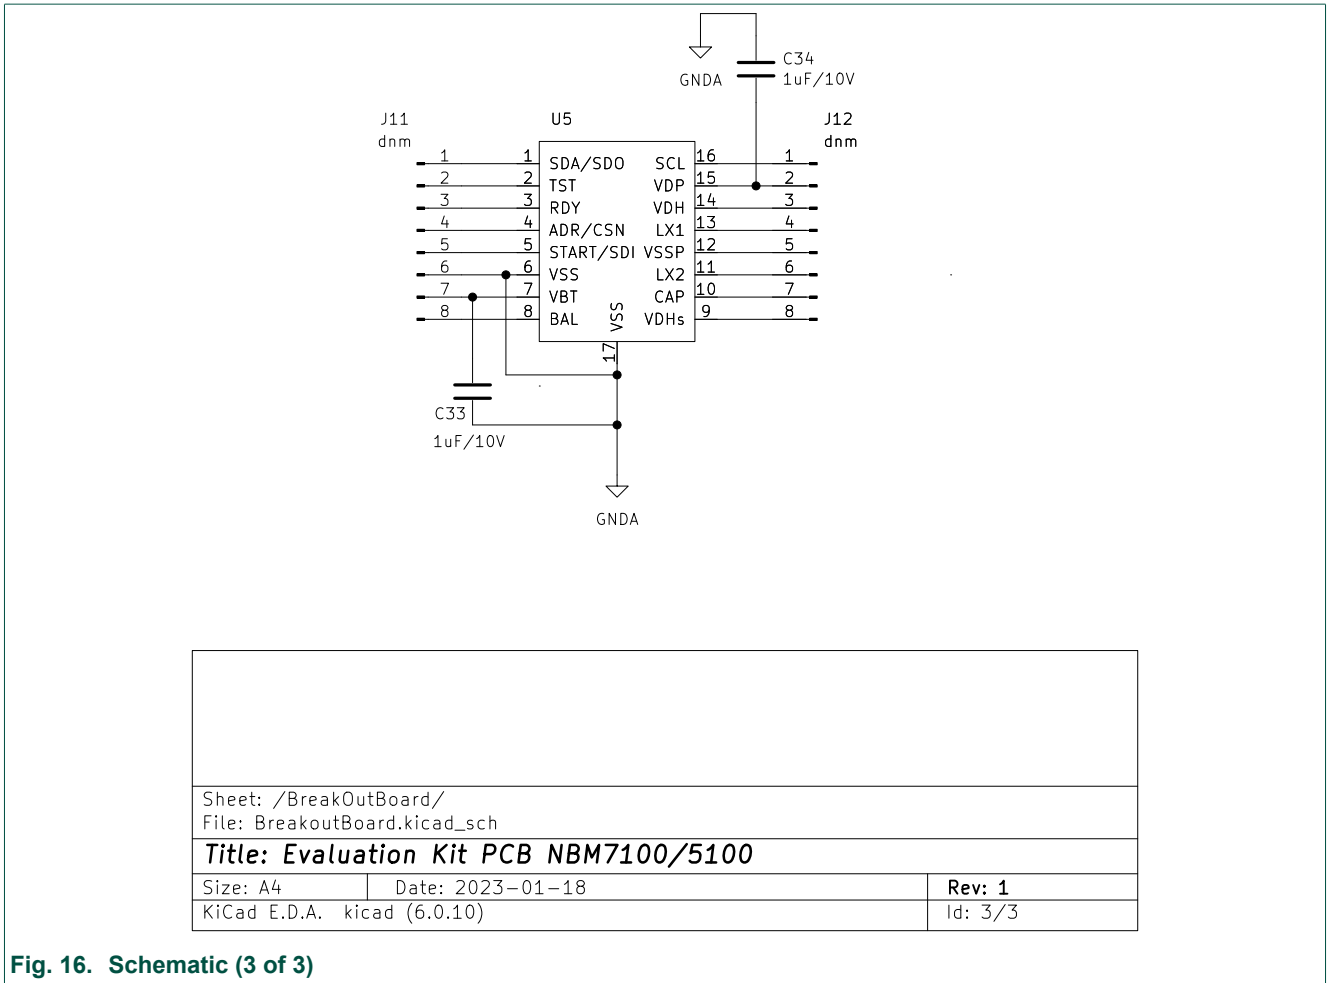 GNDA
C34
1uF/10V
J11
dnm
U5
J12
dnm
1 1 SDA/SDO SCL 16 1
2 2 TST VDP 15 2
3 3 RDY VDH 14 3
4 4 ADR/CSN LX1 13 4
5 5 START/SDI VSSP 12 5
6 6 VSS LX2 11 6
7 7 VBT CAP 10 7
8 8 BAL VDHs 9 8
VSS
17
C33
1uF/10V
GNDA
Sheet: /BreakOutBoard/
File: BreakoutBoard.kicad_sch
Title: Evaluation Kit PCB NBM7100/5100
Size: A4 Date: 2023-01-18 Rev: 1
KiCad E.D.A. kicad (6.0.10) Id: 3/3
Fig. 16. Schematic (3 of 3)